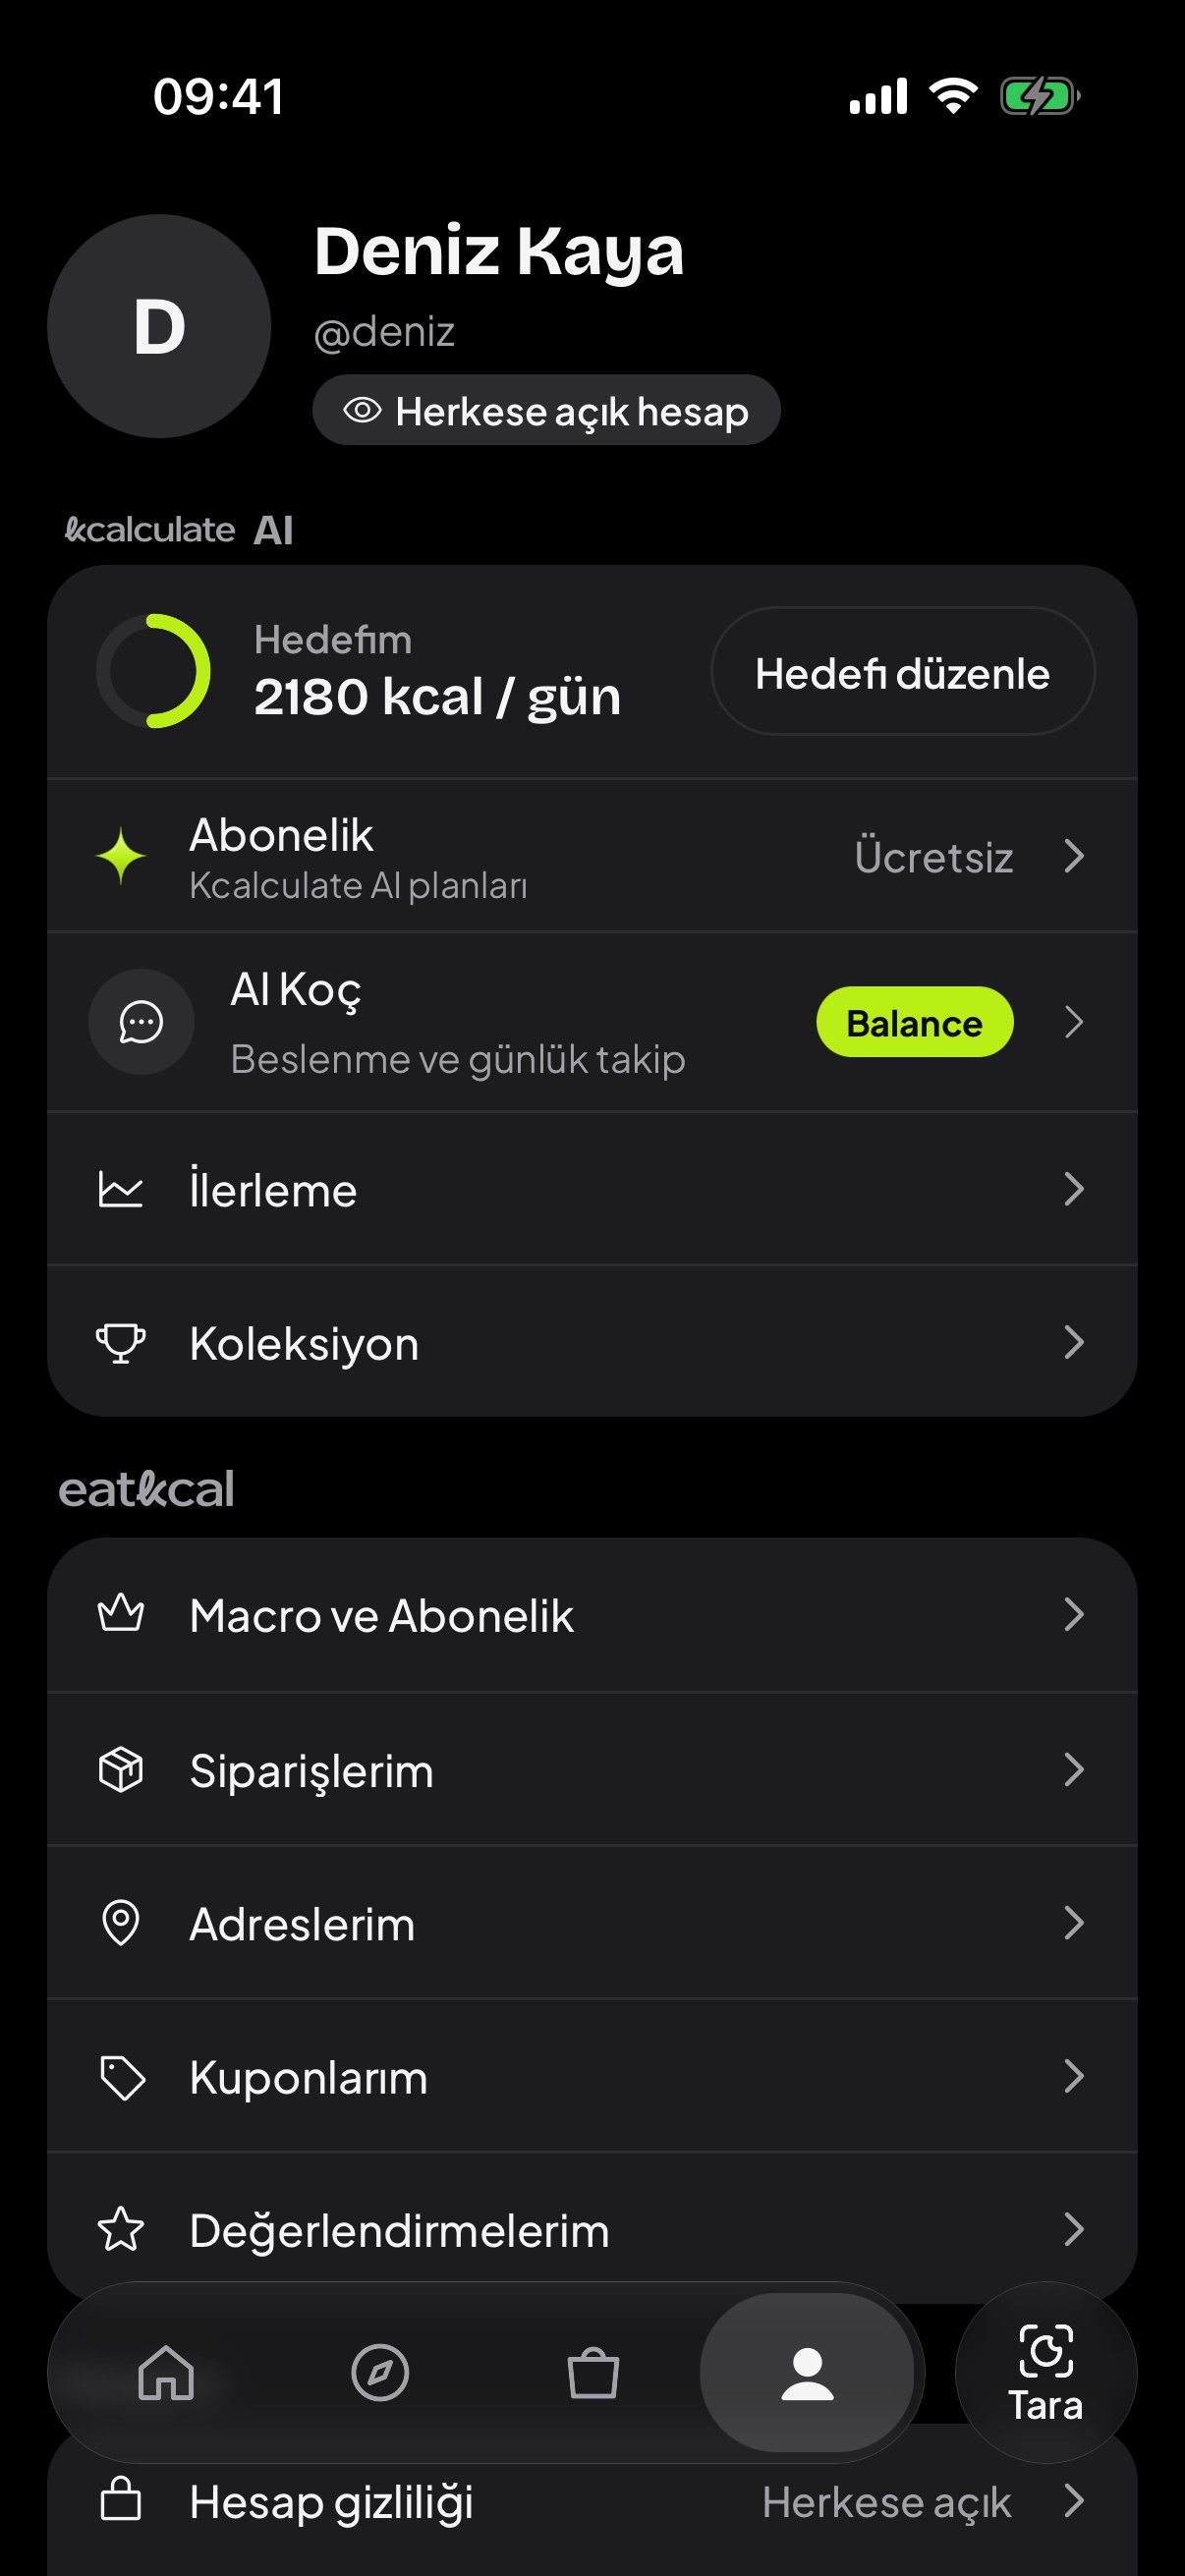 09:41
D
Deniz Kaya
@deniz
Herkese açık hesap
kcalculate AI
Hedefim
2180 kcal / gün
Hedefi düzenle
Abonelik
Kcalculate AI planları
Ücretsiz
AI Koç
Beslenme ve günlük takip
Balance
İlerleme
Koleksiyon
eatkcal
Macro ve Abonelik
Siparişlerim
Adreslerim
Kuponlarım
Değerlendirmelerim
Tara
Hesap gizliliği
Herkese açık